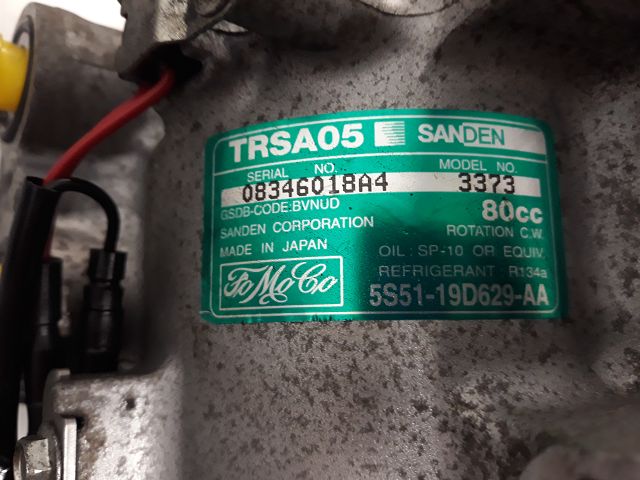 TRSA05 SANDEN
SERIAL NO. MODEL NO.
08346018A4 3373
GSDB-CODE:BVNUD 80cc
SANDEN CORPORATION ROTATION C.W.
MADE IN JAPAN OIL : SP-10 OR EQUIV.
REFRIGERANT : R134a
FoMoCo 5S51-19D629-AA